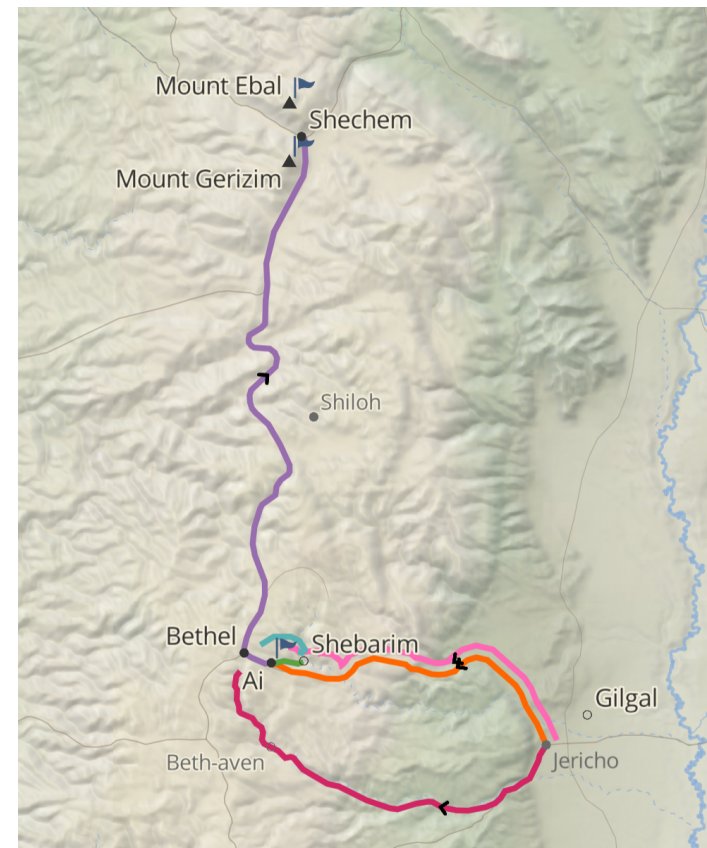 Mount Ebal
Shechem
Mount Gerizim
Shiloh
Bethel
Shebarim
Ai
Gilgal
Beth-aven
Jericho